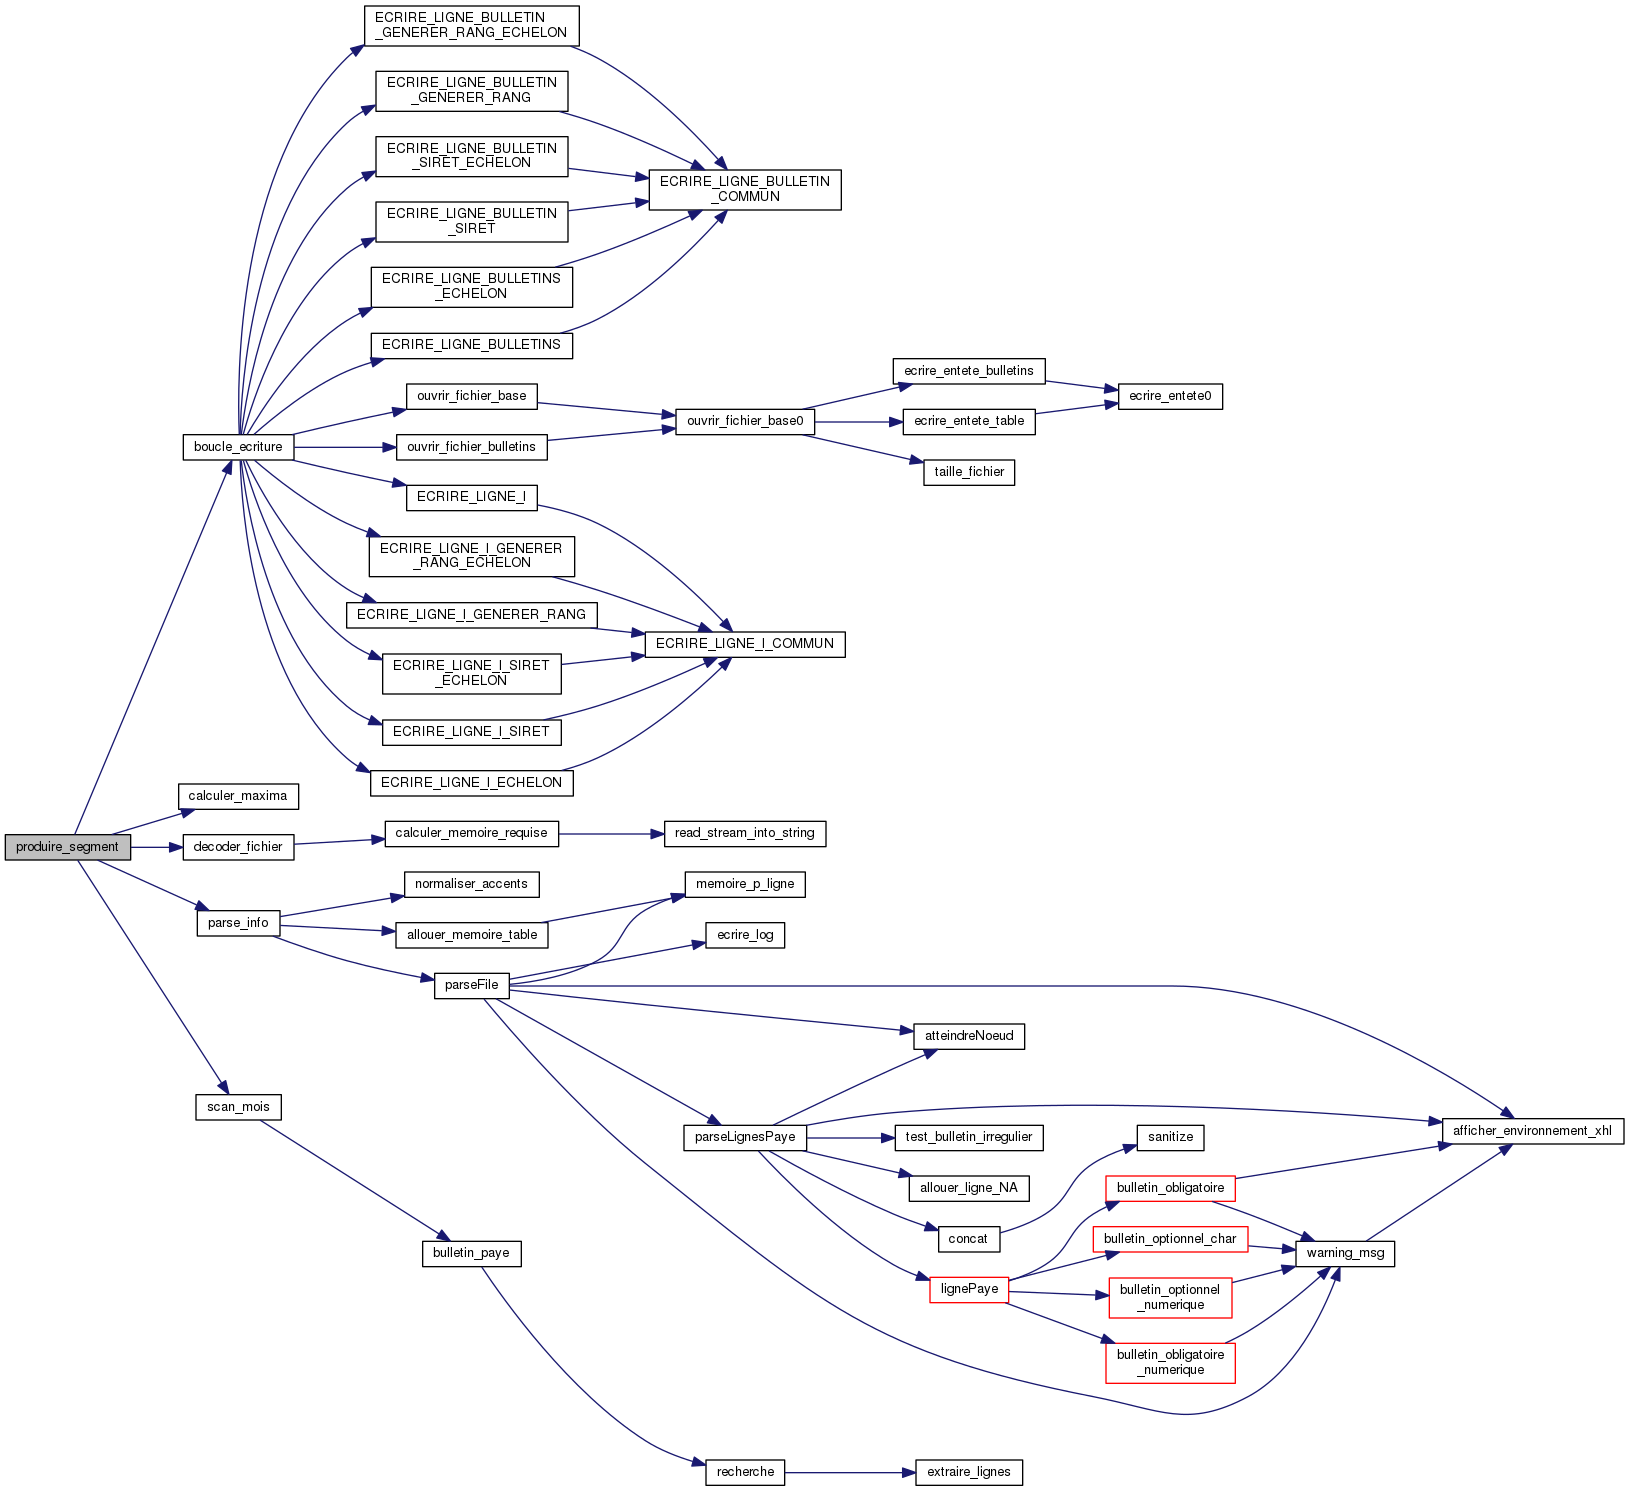 ECRIRE_LIGNE_BULLETIN
_GENERER_RANG_ECHELON
ECRIRE_LIGNE_BULLETIN
_GENERER_RANG
ECRIRE_LIGNE_BULLETIN
_SIRET_ECHELON
ECRIRE_LIGNE_BULLETIN
_COMMUN
ECRIRE_LIGNE_BULLETIN
_SIRET
ECRIRE_LIGNE_BULLETINS
_ECHELON
ECRIRE_LIGNE_BULLETINS
ecrire_entete_bulletins
ouvrir_fichier_base
ecrire_entete0
ouvrir_fichier_base0
ecrire_entete_table
boucle_ecriture
ouvrir_fichier_bulletins
taille_fichier
ECRIRE_LIGNE_I
ECRIRE_LIGNE_I_GENERER
_RANG_ECHELON
ECRIRE_LIGNE_I_GENERER_RANG
ECRIRE_LIGNE_I_COMMUN
ECRIRE_LIGNE_I_SIRET
_ECHELON
ECRIRE_LIGNE_I_SIRET
ECRIRE_LIGNE_I_ECHELON
calculer_maxima
calculer_memoire_requise
read_stream_into_string
produire_segment
decoder_fichier
normaliser_accents
memoire_p_ligne
parse_info
allouer_memoire_table
ecrire_log
parseFile
atteindreNoeud
scan_mois
afficher_environnement_xhl
parseLignesPaye
test_bulletin_irregulier
sanitize
allouer_ligne_NA
bulletin_obligatoire
concat
bulletin_optionnel_char
bulletin_paye
warning_msg
lignePaye
bulletin_optionnel
_numerique
bulletin_obligatoire
_numerique
recherche
extraire_lignes